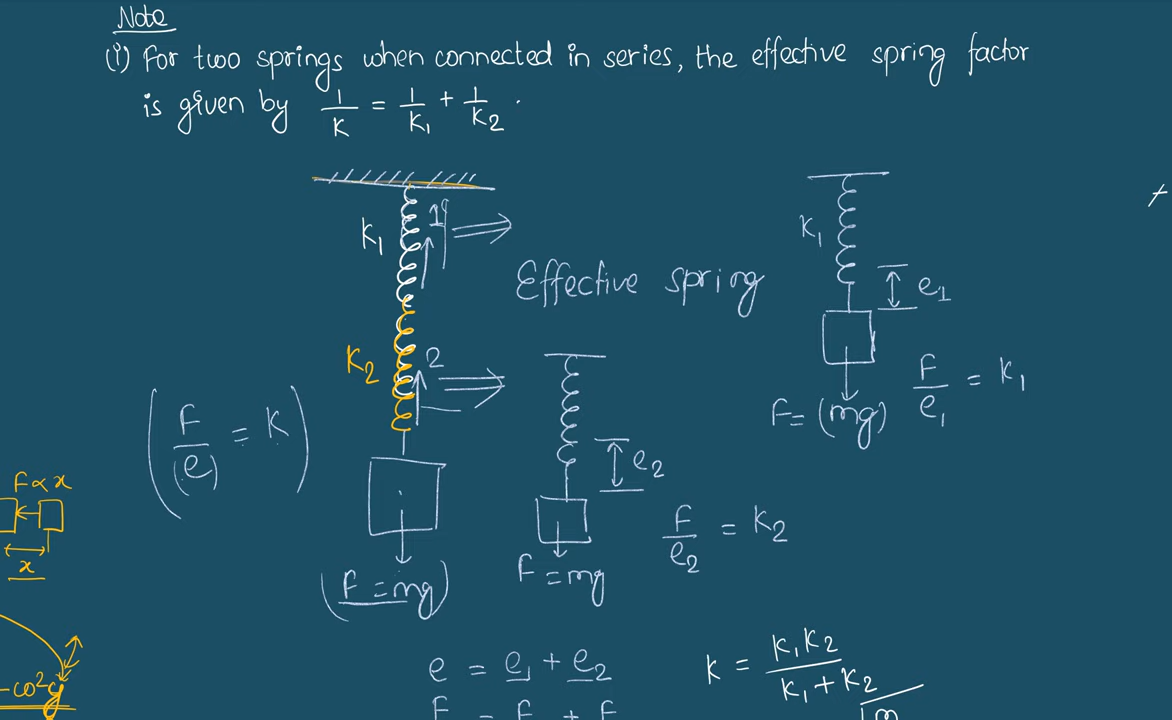 Note
(i) For two springs when connected in series, the effective spring factor
is given by 1/K = 1/K₁ + 1/K₂ .
K₁
1
Effective spring
K₂
2
(F/(e) = K)
(F = mg)
K₁
e₁
F = (mg)
F/e₁ = K₁
e₂
F = mg
F/e₂ = K₂
F ∝ x
x
-ω²y
e = e₁ + e₂
K = K₁K₂/(K₁ + K₂)
F = F + F